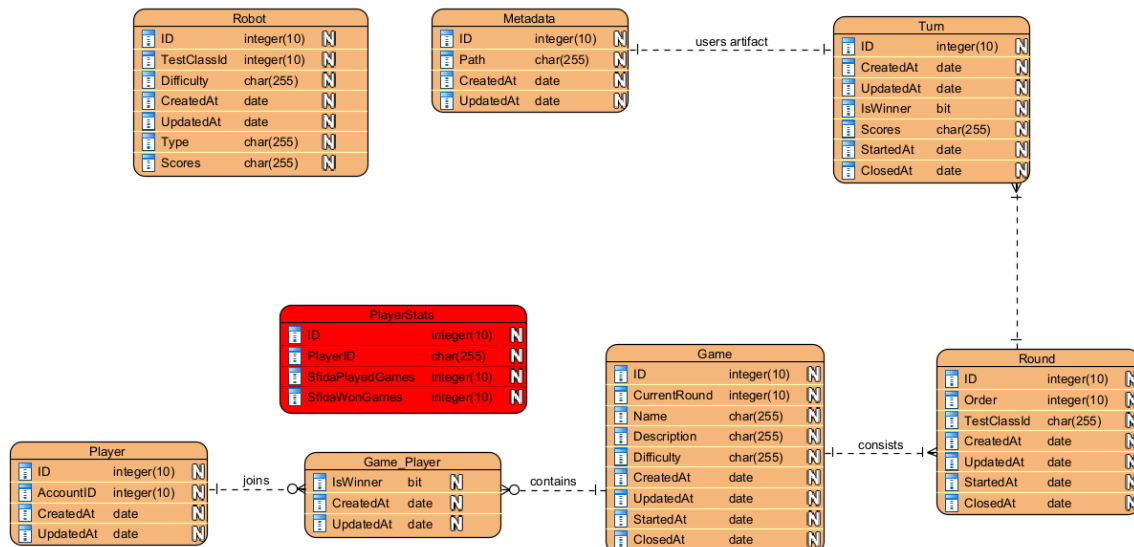 Robot
ID integer(10) N
TestClassId integer(10) N
Difficulty char(255) N
CreatedAt date N
UpdatedAt date N
Type char(255) N
Scores char(255) N
Metadata
ID integer(10) N
Path char(255) N
CreatedAt date N
UpdatedAt date N
users artifact
Turn
ID integer(10) N
CreatedAt date N
UpdatedAt date N
IsWinner bit N
Scores char(255) N
StartedAt date N
ClosedAt date N
PlayerStats
ID integer(10) N
PlayerID char(255) N
SfidaPlayedGames integer(10) N
SfidaWonGames integer(10) N
Game
ID integer(10) N
CurrentRound integer(10) N
Name char(255) N
Description char(255) N
Difficulty char(255) N
CreatedAt date N
UpdatedAt date N
StartedAt date N
ClosedAt date N
consists
Round
ID integer(10) N
Order integer(10) N
TestClassId char(255) N
CreatedAt date N
UpdatedAt date N
StartedAt date N
ClosedAt date N
Player
ID integer(10) N
AccountID integer(10) N
CreatedAt date N
UpdatedAt date N
joins
Game_Player
IsWinner bit N
CreatedAt date N
UpdatedAt date N
contains